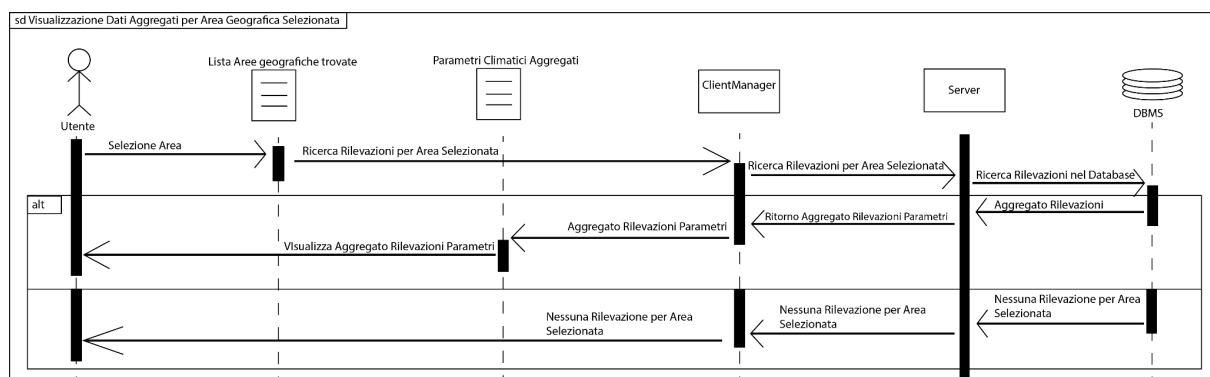 sd Visualizzazione Dati Aggregati per Area Geografica Selezionata
Lista Aree geografiche trovate
Parametri Climatici Aggregati
ClientManager
Server
DBMS
Utente
Selezione Area
Ricerca Rilevazioni per Area Selezionata
Ricerca Rilevazioni per Area Selezionata
Ricerca Rilevazioni nel Database
alt
Aggregato Rilevazioni
Ritorno Aggregato Rilevazioni Parametri
Aggregato Rilevazioni Parametri
VIsualizza Aggregato Rilevazioni Parametri
Nessuna Rilevazione per Area
Selezionata
Nessuna Rilevazione per Area
Selezionata
Nessuna Rilevazione per Area
Selezionata